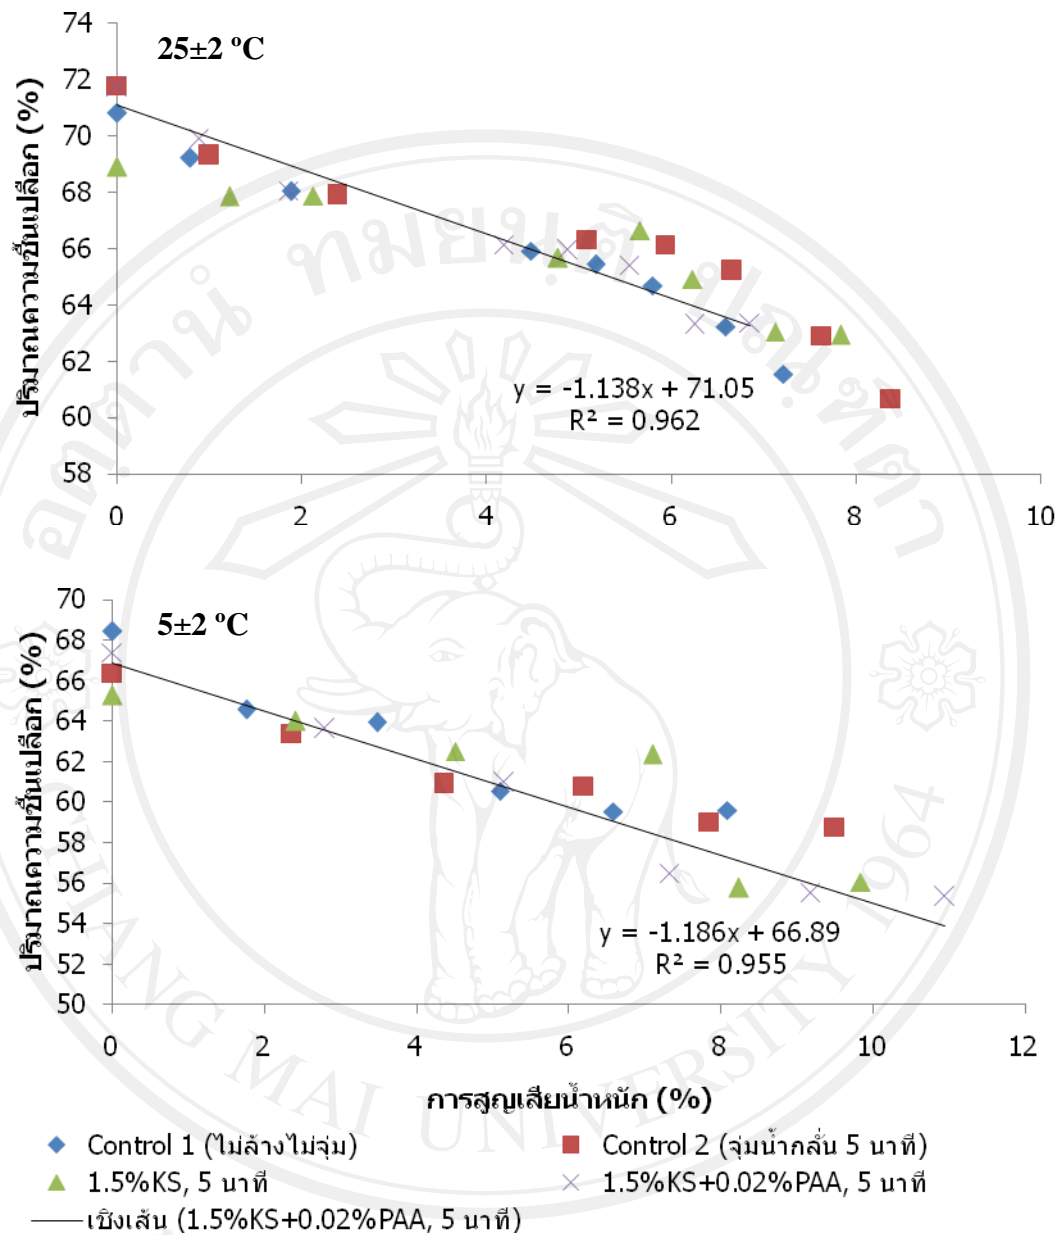 74
72
70
68
66
64
62
60
58
25±2 ºC
ปริมาณความชื้นเปลือก (%)
y = -1.138x + 71.05
R² = 0.962
0 2 4 6 8 10
70
68
66
64
62
60
58
56
54
52
50
5±2 ºC
ปริมาณความชื้นเปลือก (%)
y = -1.186x + 66.89
R² = 0.955
0 2 4 6 8 10 12
การสูญเสียน้ำหนัก (%)
Control 1 (ไม่ล้างไม่จุ่ม) Control 2 (จุ่มน้ำกลั่น 5 นาที)
1.5%KS, 5 นาที 1.5%KS+0.02%PAA, 5 นาที
เชิงเส้น (1.5%KS+0.02%PAA, 5 นาที)
CHIANG MAI UNIVERSITY 1964